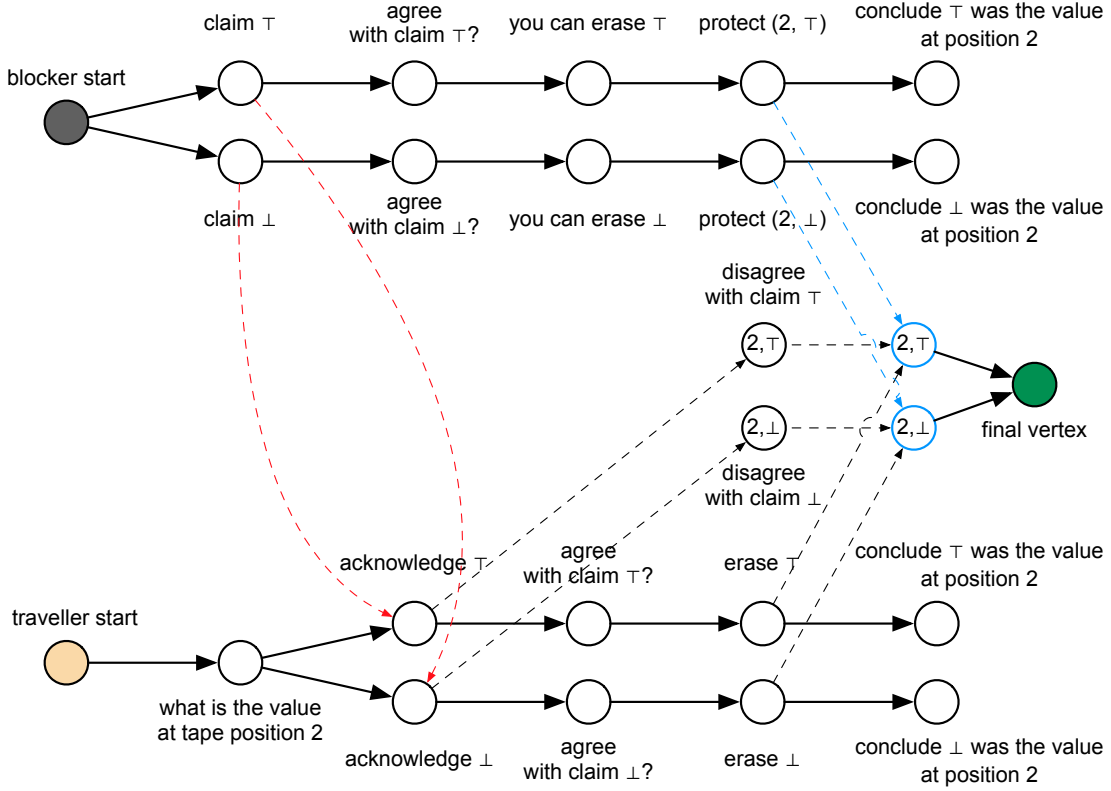 claim ⊤
agree
with claim ⊤?
you can erase ⊤
protect (2, ⊤)
conclude ⊤ was the value
at position 2
blocker start
claim ⊥
agree
with claim ⊥?
you can erase ⊥
protect (2, ⊥)
conclude ⊥ was the value
at position 2
disagree
with claim ⊤
2,⊤
2,⊤
2,⊥
2,⊥
final vertex
disagree
with claim ⊥
acknowledge ⊤
agree
with claim ⊤?
erase ⊤
conclude ⊤ was the value
at position 2
traveller start
what is the value
at tape position 2
acknowledge ⊥
agree
with claim ⊥?
erase ⊥
conclude ⊥ was the value
at position 2